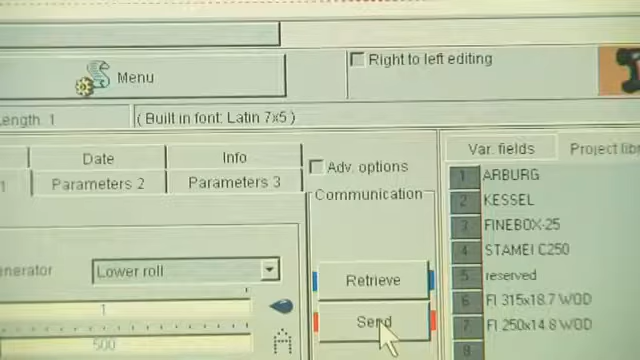 Right to left editing
Menu
Length. 1
(Built in font: Latin 7x5)
Date
Info
1
Parameters 2
Parameters 3
Adv. options
Communication
Var. fields
Project
1 ARBURG
2 KESSEL
3 FINEBOX-25
4 STAMEI C250
5 reserved
6 FI 315x18.7 WOD
7 FI 250x14.8 WOD
8
Lower roll
Retrieve
1
Send
500